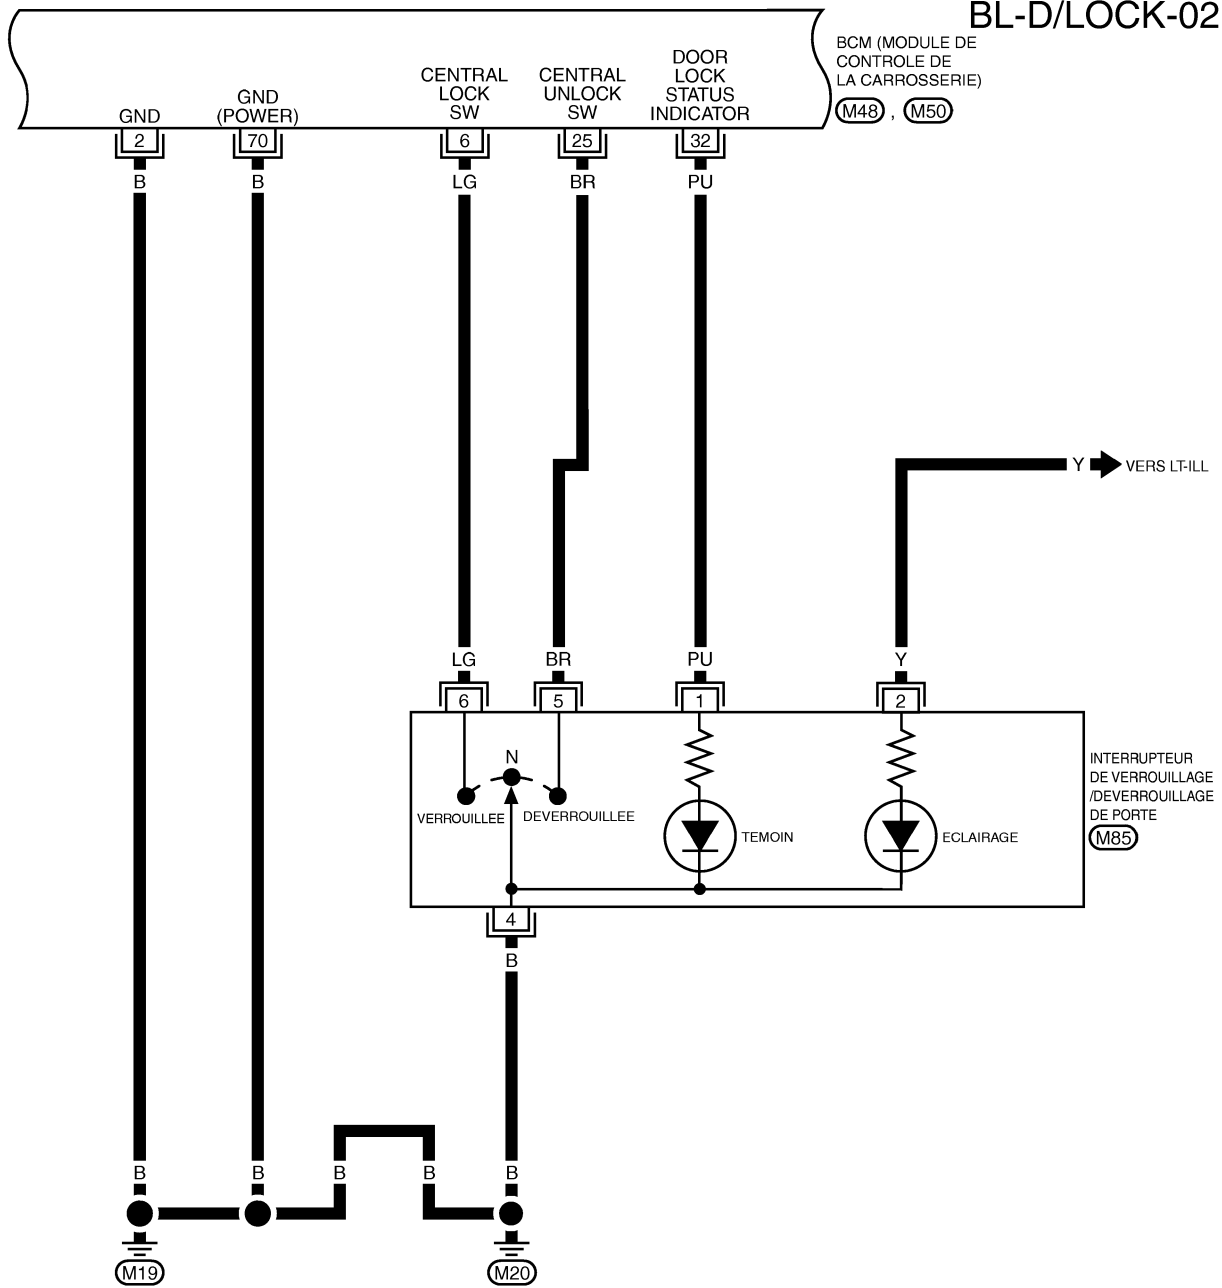 BL-D/LOCK-02
BCM (MODULE DE
CONTROLE DE
LA CARROSSERIE)
M48 , M50
GND
GND
(POWER)
CENTRAL
LOCK
SW
CENTRAL
UNLOCK
SW
DOOR
LOCK
STATUS
INDICATOR
2 70 6 25 32
B B LG BR PU
Y VERS LT-ILL
LG BR PU Y
6 5 1 2
N
VERROUILLEE DEVERROUILLEE
TEMOIN
ECLAIRAGE
INTERRUPTEUR
DE VERROUILLAGE
/DEVERROUILLAGE
DE PORTE
M85
4
B
B B B B B
M19 M20